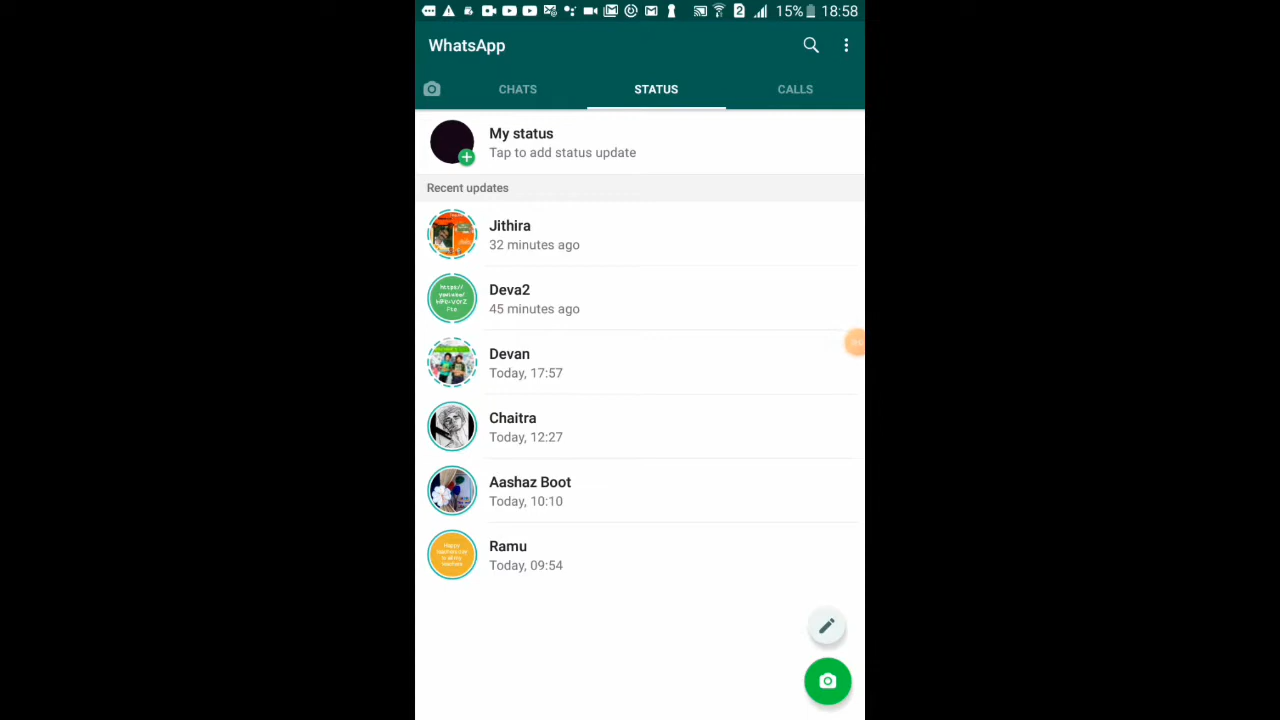 15% 18:58
WhatsApp
CHATS STATUS CALLS
My status
Tap to add status update
Recent updates
Jithira
32 minutes ago
Deva2
45 minutes ago
Devan
Today, 17:57
Chaitra
Today, 12:27
Aashaz Boot
Today, 10:10
Ramu
Today, 09:54